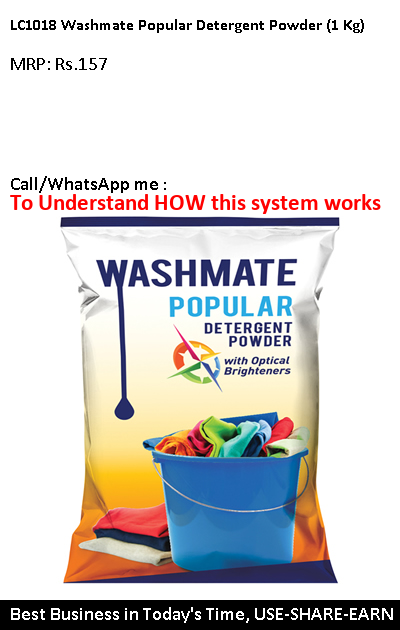 LC1018 Washmate Popular Detergent Powder (1 Kg)
MRP: Rs.157
Call/WhatsApp me :
To Understand HOW this system works
WASHMATE
POPULAR
DETERGENT
POWDER
with Optical
Brighteners
Best Business in Today's Time, USE-SHARE-EARN